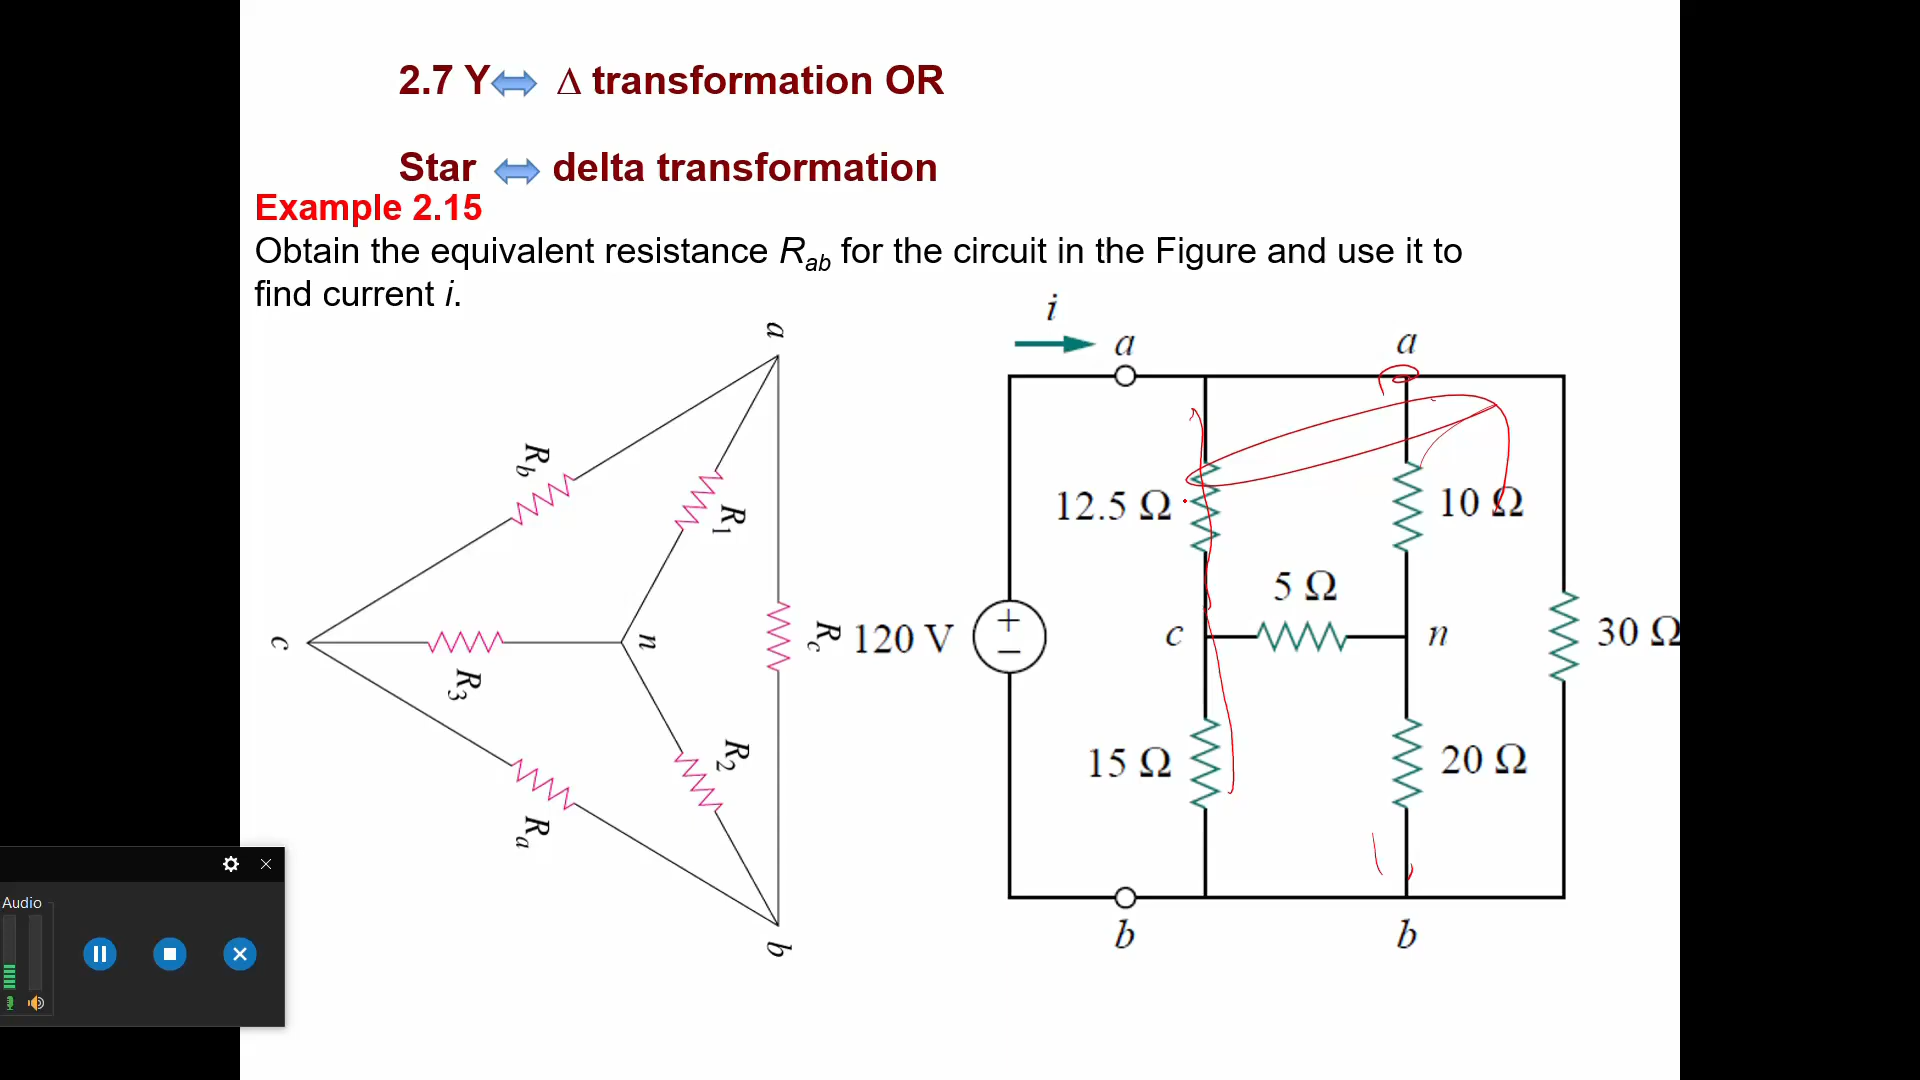 2.7 Y Δ transformation OR
Star delta transformation
Example 2.15
Obtain the equivalent resistance Rab for the circuit in the Figure and use it to
find current i.
i
a
a
a
Rb
R1
12.5 Ω
10 Ω
5 Ω
c
n
Rc
120 V
+
−
c
n
30 Ω
R3
R2
15 Ω
20 Ω
Ra
b
b
b
Audio